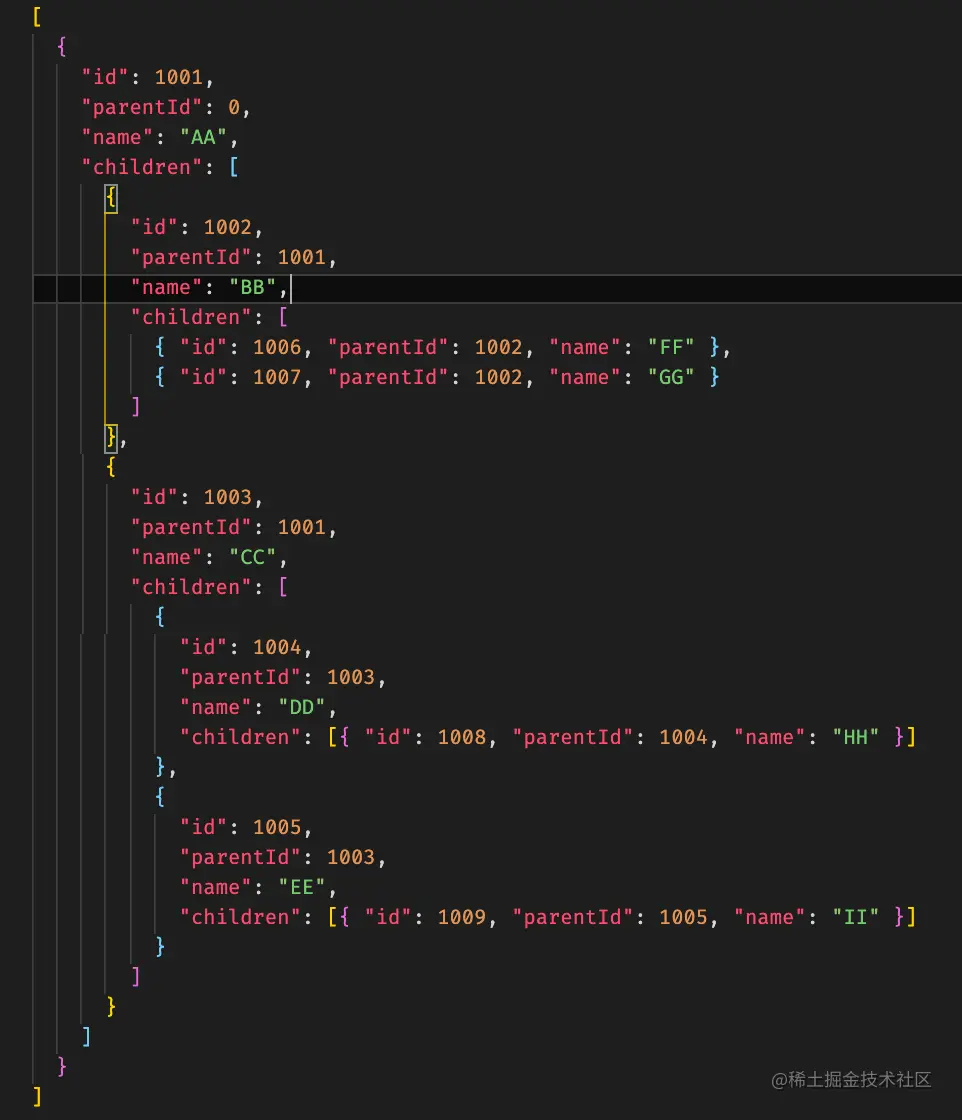 [
  {
    "id": 1001,
    "parentId": 0,
    "name": "AA",
    "children": [
      {
        "id": 1002,
        "parentId": 1001,
        "name": "BB",
        "children": [
          { "id": 1006, "parentId": 1002, "name": "FF" },
          { "id": 1007, "parentId": 1002, "name": "GG" }
        ]
      },
      {
        "id": 1003,
        "parentId": 1001,
        "name": "CC",
        "children": [
          {
            "id": 1004,
            "parentId": 1003,
            "name": "DD",
            "children": [{ "id": 1008, "parentId": 1004, "name": "HH" }]
          },
          {
            "id": 1005,
            "parentId": 1003,
            "name": "EE",
            "children": [{ "id": 1009, "parentId": 1005, "name": "II" }]
          }
        ]
      }
    ]
  }
]
@稀土掘金技术社区